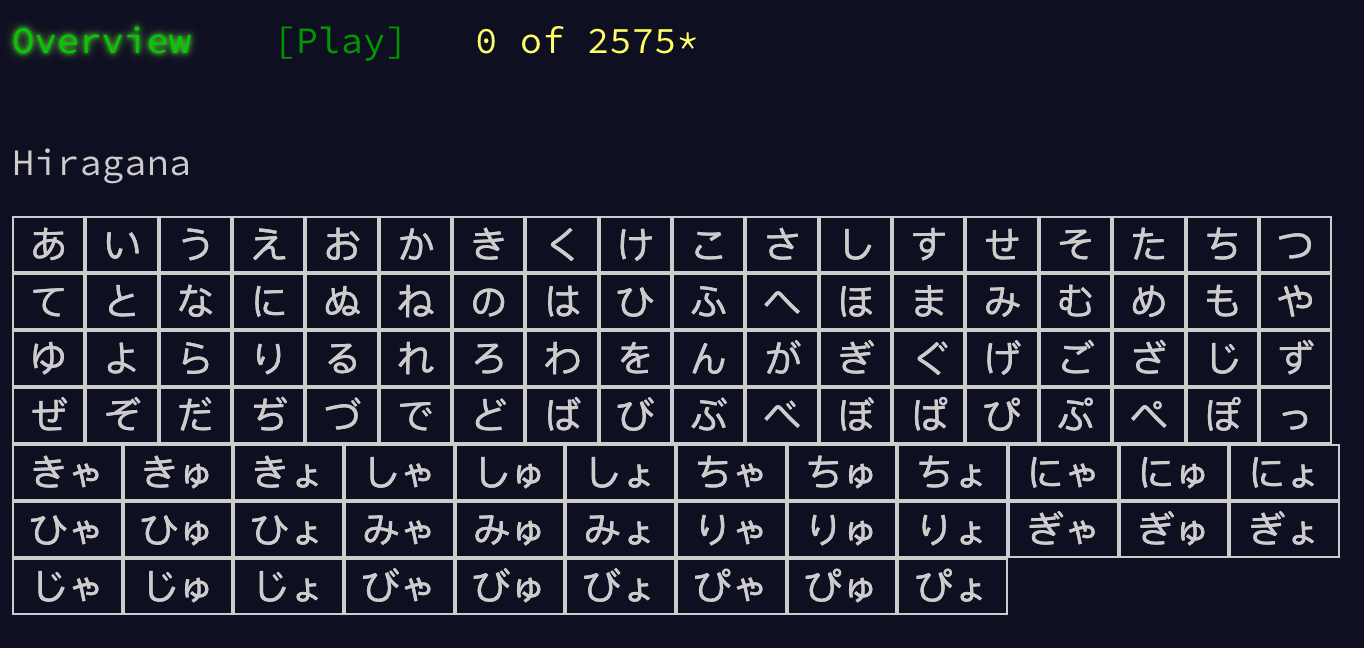 Overview [Play] 0 of 2575*
Hiragana
あ い う え お か き く け こ さ し す せ そ た ち つ
て と な に ぬ ね の は ひ ふ へ ほ ま み む め も や
ゆ よ ら り る れ ろ わ を ん が ぎ ぐ げ ご ざ じ ず
ぜ ぞ だ ぢ づ で ど ば び ぶ べ ぼ ぱ ぴ ぷ ぺ ぽ っ
きゃ きゅ きょ しゃ しゅ しょ ちゃ ちゅ ちょ にゃ にゅ にょ
ひゃ ひゅ ひょ みゃ みゅ みょ りゃ りゅ りょ ぎゃ ぎゅ ぎょ
じゃ じゅ じょ びゃ びゅ びょ ぴゃ ぴゅ ぴょ